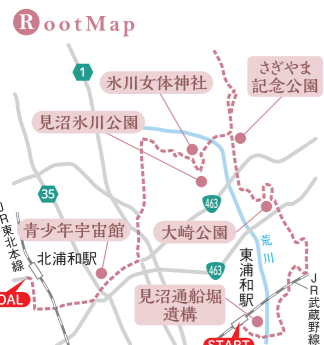 RootMap
1
さぎやま
記念公園
氷川女体神社
見沼氷川公園
35
463
JR東北本線
青少年宇宙館
大崎公園
荒川
北浦和駅
463
東浦和駅
JR武蔵野線
見沼通船堀
遺構
OAL
START